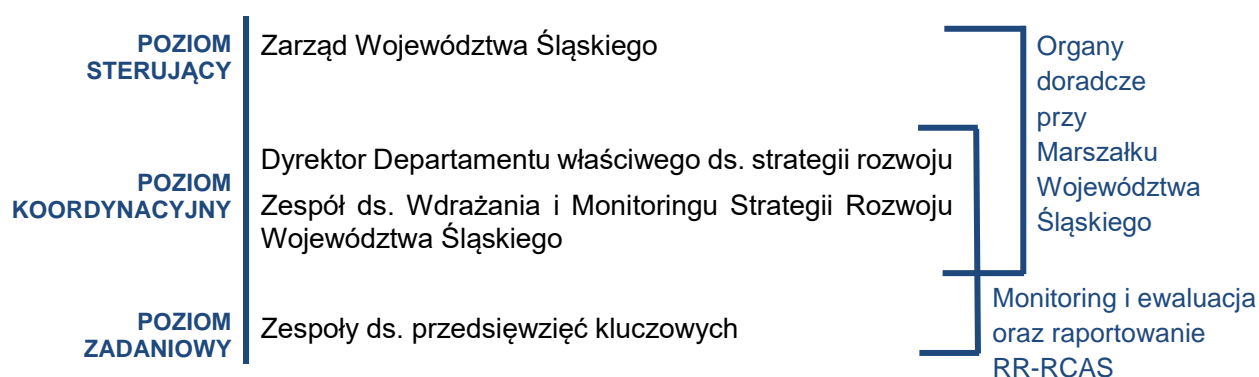 POZIOM
STERUJĄCY
Zarząd Województwa Śląskiego
POZIOM
KOORDYNACYJNY
Dyrektor Departamentu właściwego ds. strategii rozwoju
Zespół ds. Wdrażania i Monitoringu Strategii Rozwoju
Województwa Śląskiego
POZIOM
ZADANIOWY
Zespoły ds. przedsięwzięć kluczowych
Organy
doradcze
przy
Marszałku
Województwa
Śląskiego
Monitoring i ewaluacja
oraz raportowanie
RR-RCAS